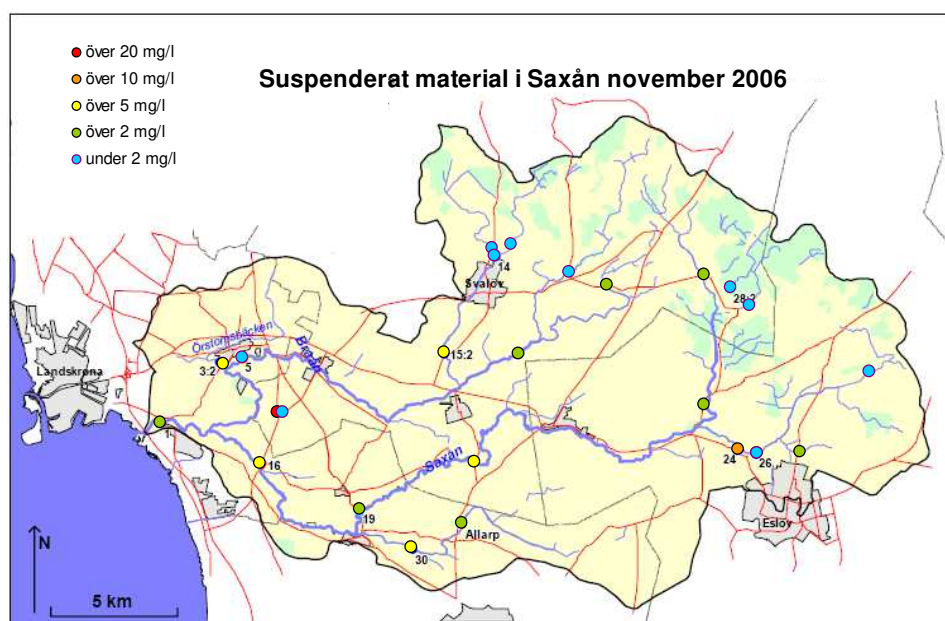 över 20 mg/l
över 10 mg/l
över 5 mg/l
över 2 mg/l
under 2 mg/l
Suspenderat material i Saxån november 2006
14
Svalöv
28:2
Örstorpsbäcken
Braån
5
3:2
15:2
Landskrona
1
16
Saxån
24
26
19
Allarp
Eslöv
30
N
5 km